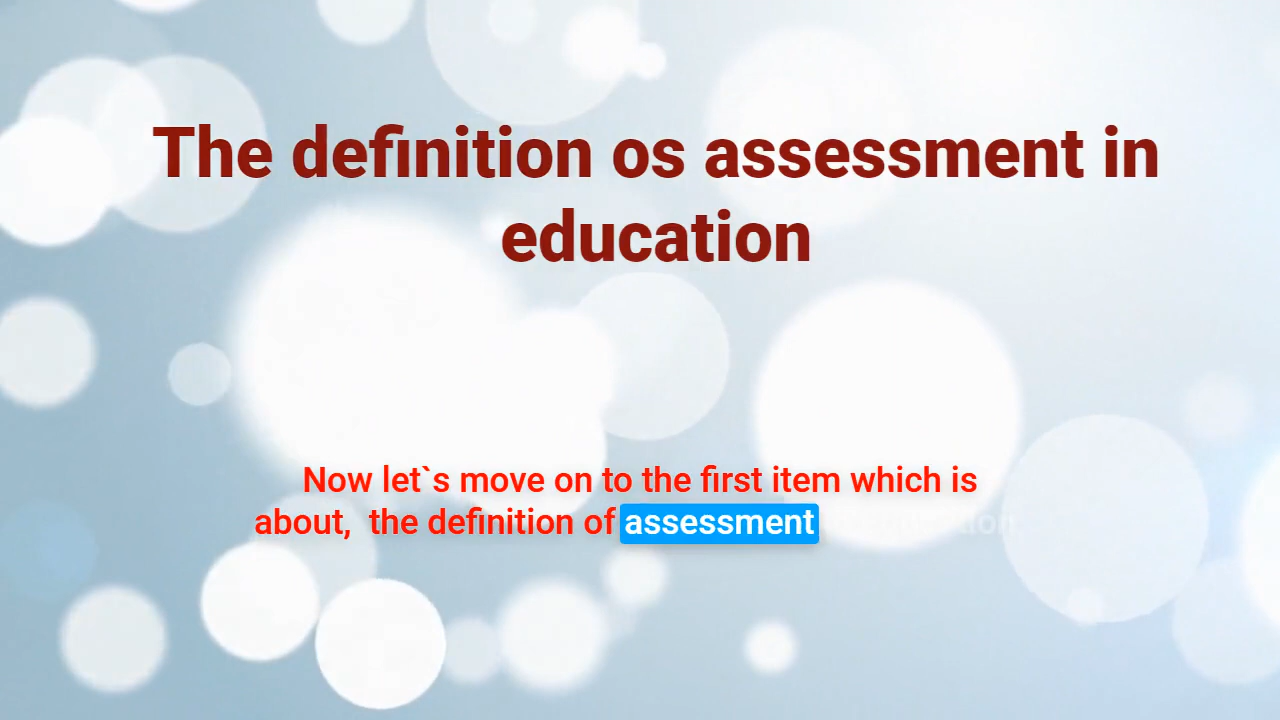 The definition os assessment in
education
Now let`s move on to the first item which is
about, the definition of assessment